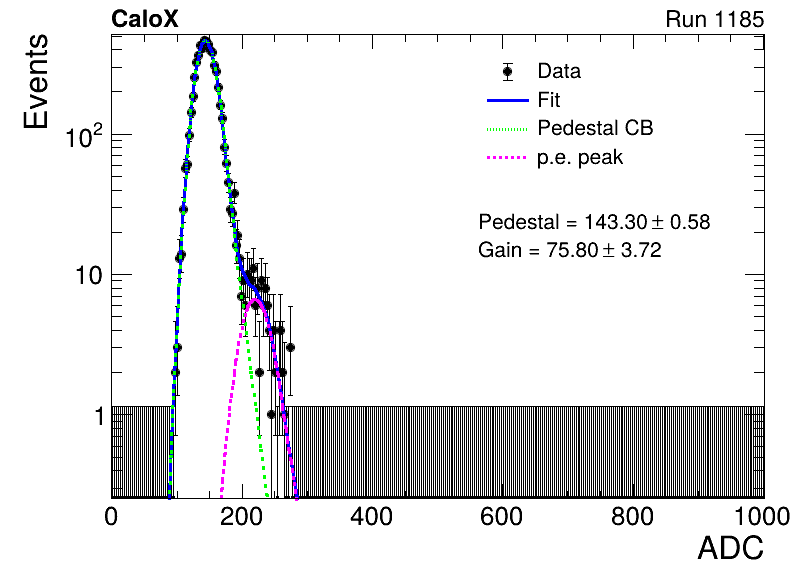 CaloX Run 1185
Events
Data
Fit
Pedestal CB
p.e. peak
Pedestal = 143.30 ± 0.58
Gain = 75.80 ± 3.72
10²
10
1
0 200 400 600 800 1000
ADC